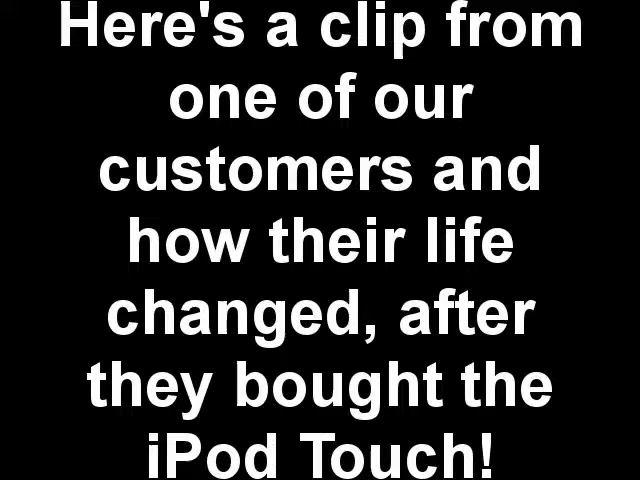 Here's a clip from
one of our
customers and
how their life
changed, after
they bought the
iPod Touch!